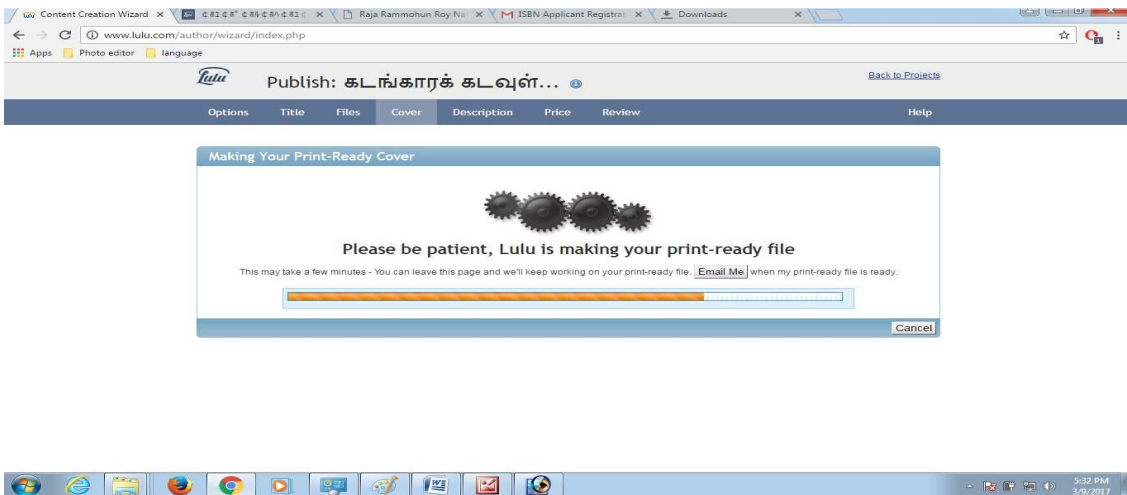 Content Creation Wizard
Raja Rammohun Roy Na
ISBN Applicant Registrat
Downloads
www.lulu.com/author/wizard/index.php
Apps Photo editor language
Lulu
Publish: கடங்காரக் கடவுள்...
Back to Projects
Options Title Files Cover Description Price Review Help
Making Your Print-Ready Cover
Please be patient, Lulu is making your print-ready file
This may take a few minutes - You can leave this page and we'll keep working on your print-ready file. Email Me when my print-ready file is ready.
Cancel
5:32 PM
3/9/2017